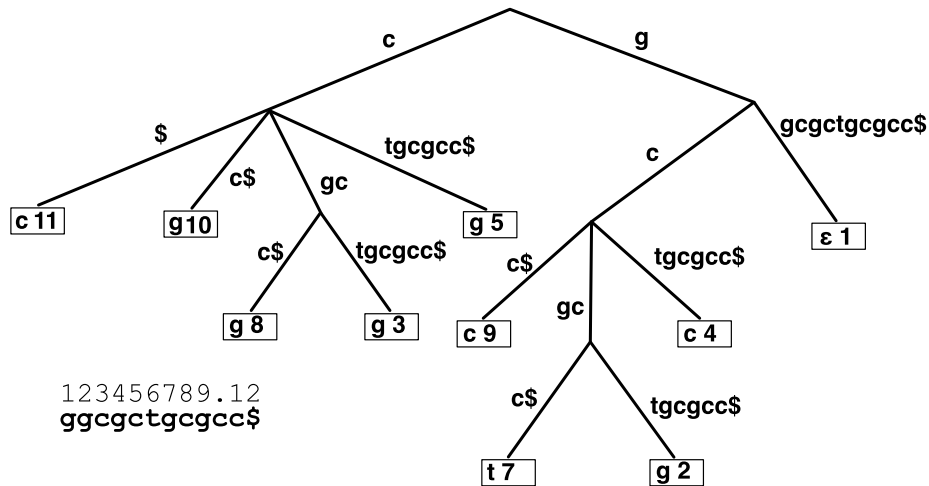 c
g
$
c$
gc
tgcgcc$
c
gcgctgcgcc$
c 11
g10
g 5
ε 1
c$
tgcgcc$
c$
gc
tgcgcc$
g 8
g 3
c 9
c 4
c$
tgcgcc$
t 7
g 2
123456789.12
ggcgctgcgcc$